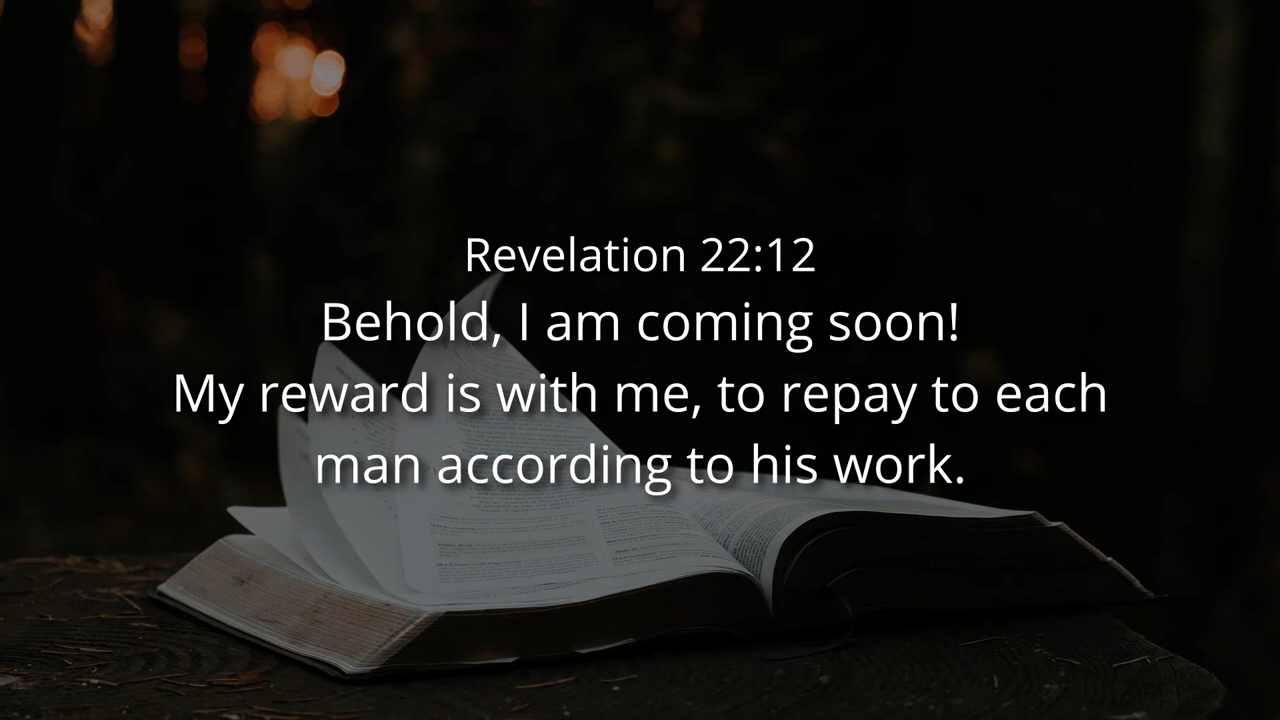 Revelation 22:12
Behold, I am coming soon!
My reward is with me, to repay to each
man according to his work.